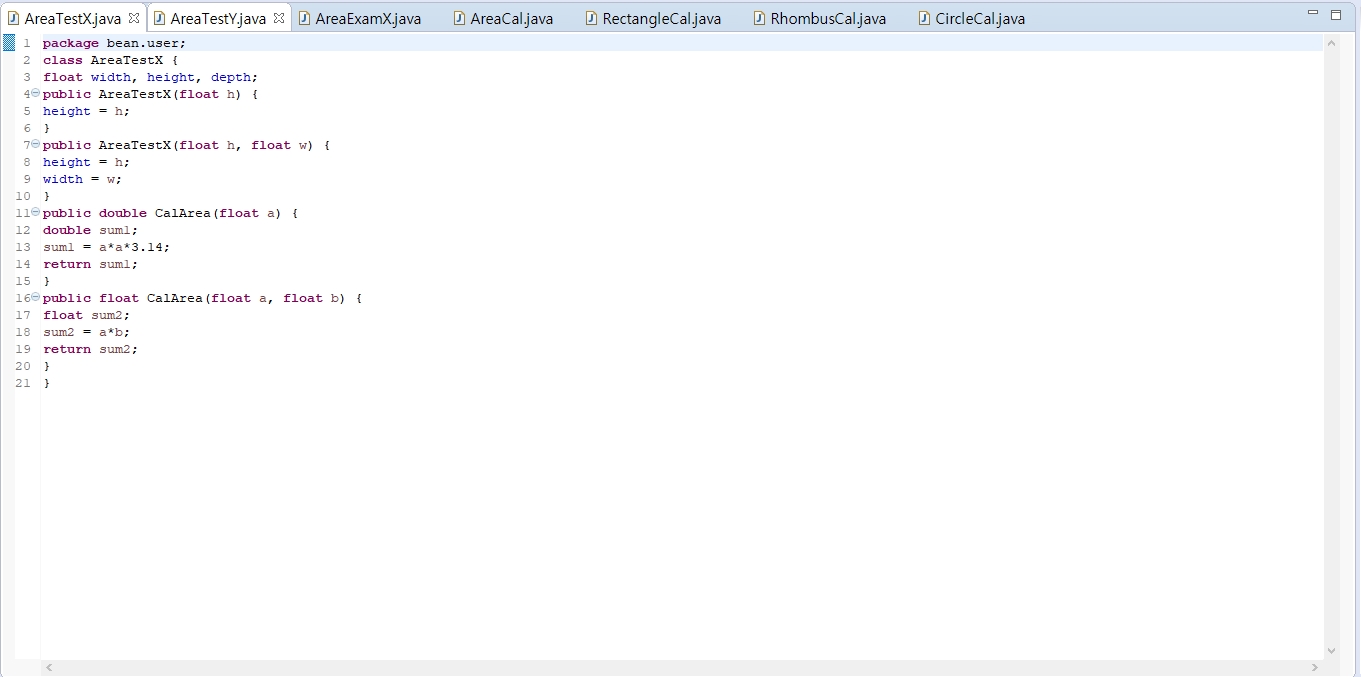 AreaTestX.java AreaTestY.java AreaExamX.java AreaCal.java RectangleCal.java RhombusCal.java CircleCal.java
1 package bean.user;
2 class AreaTestX {
3 float width, height, depth;
4 public AreaTestX(float h) {
5 height = h;
6 }
7 public AreaTestX(float h, float w) {
8 height = h;
9 width = w;
10 }
11 public double CalArea(float a) {
12 double sum1;
13 sum1 = a*a*3.14;
14 return sum1;
15 }
16 public float CalArea(float a, float b) {
17 float sum2;
18 sum2 = a*b;
19 return sum2;
20 }
21 }